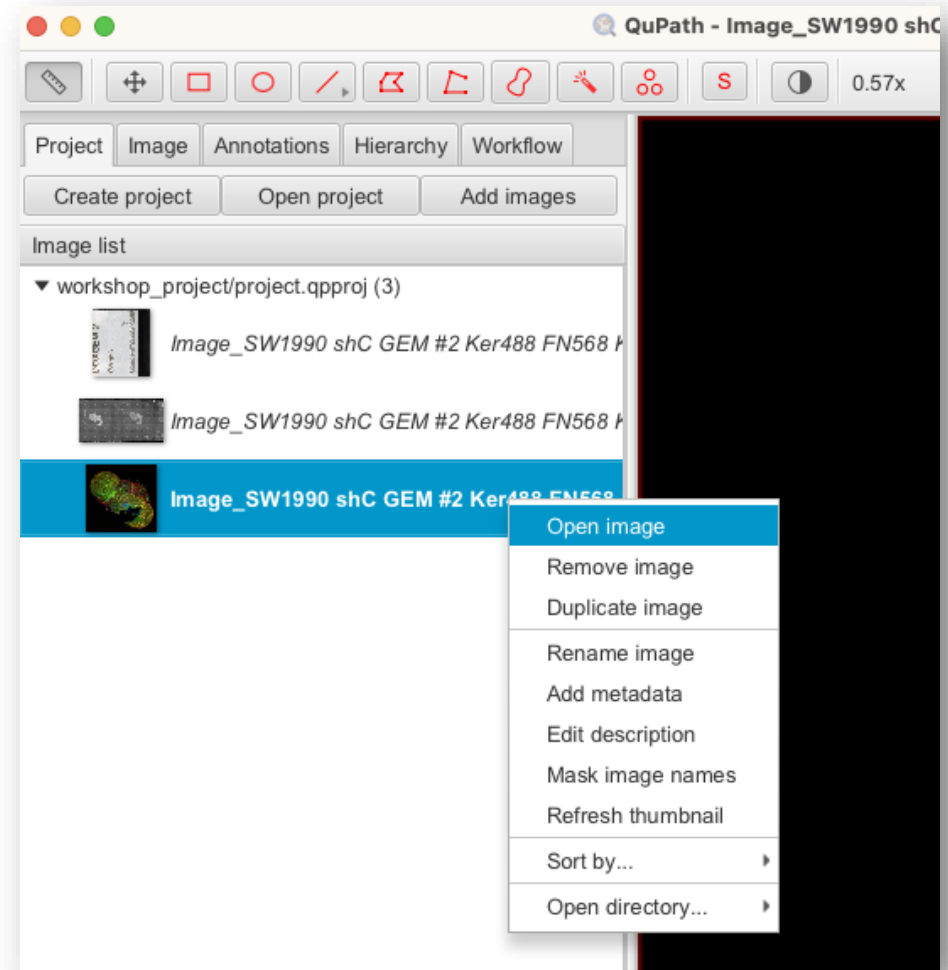 QuPath - Image_SW1990 shC
S 0.57x
Project Image Annotations Hierarchy Workflow
Create project Open project Add images
Image list
workshop_project/project.qpproj (3)
Image_SW1990 shC GEM #2 Ker488 FN568
Image_SW1990 shC GEM #2 Ker488 FN568
Image_SW1990 shC GEM #2 Ker488 FN568
Open image
Remove image
Duplicate image
Rename image
Add metadata
Edit description
Mask image names
Refresh thumbnail
Sort by...
Open directory...